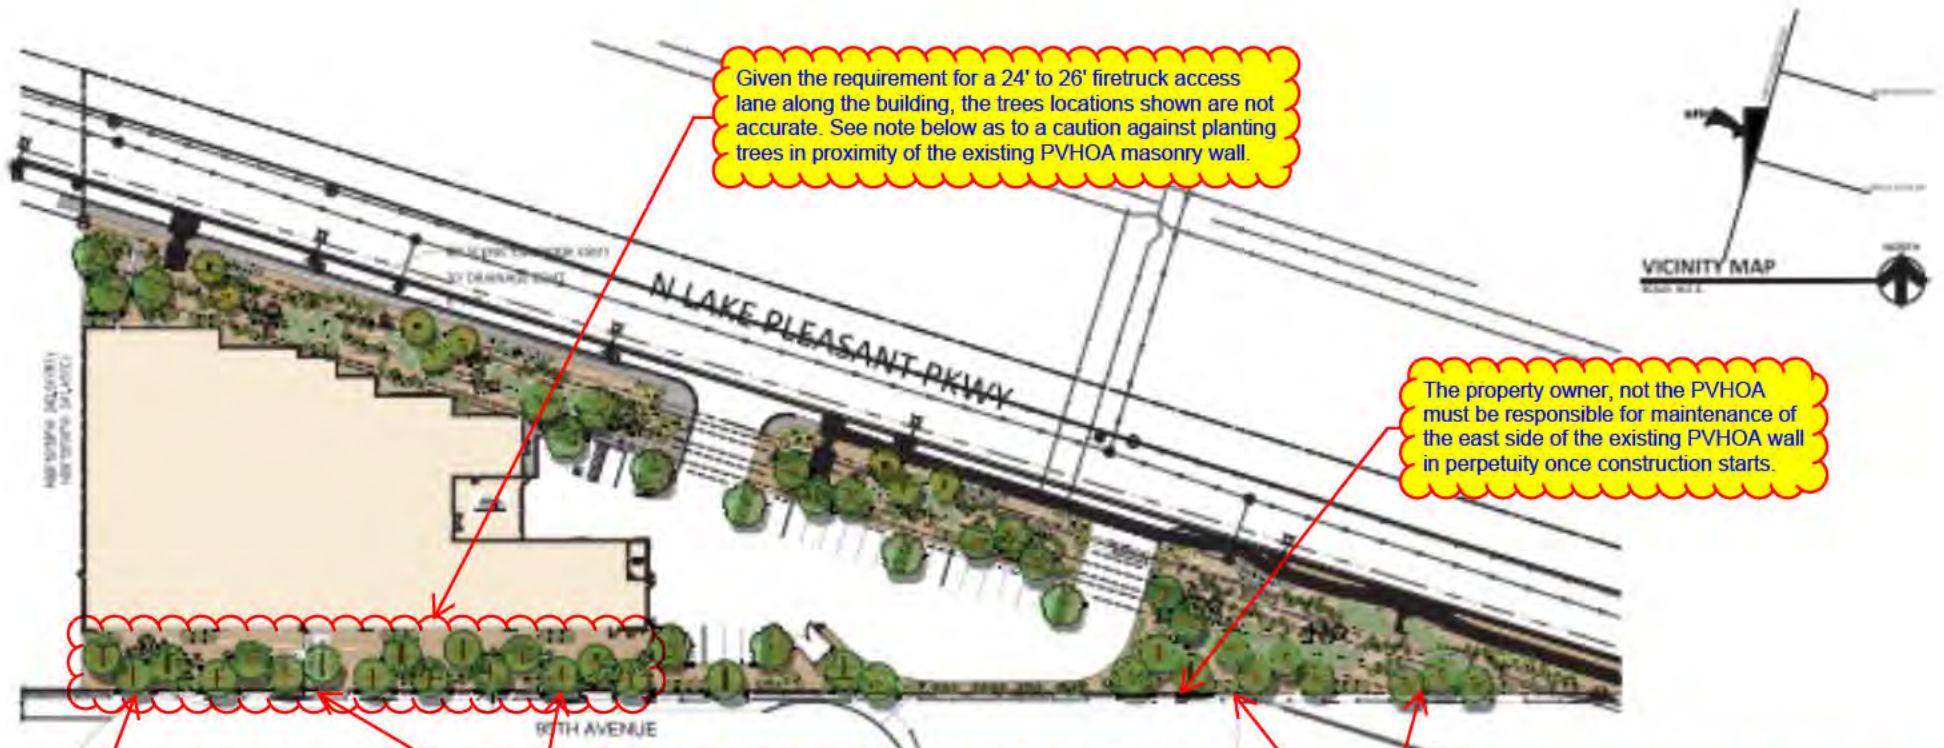 Given the requirement for a 24' to 26' firetruck access
lane along the building, the trees locations shown are not
accurate. See note below as to a caution against planting
trees in proximity of the existing PVHOA masonry wall.
VICINITY MAP
NORTH
N LAKE PLEASANT PKWY
The property owner, not the PVHOA
must be responsible for maintenance of
the east side of the existing PVHOA wall
in perpetuity once construction starts.
AVENUE